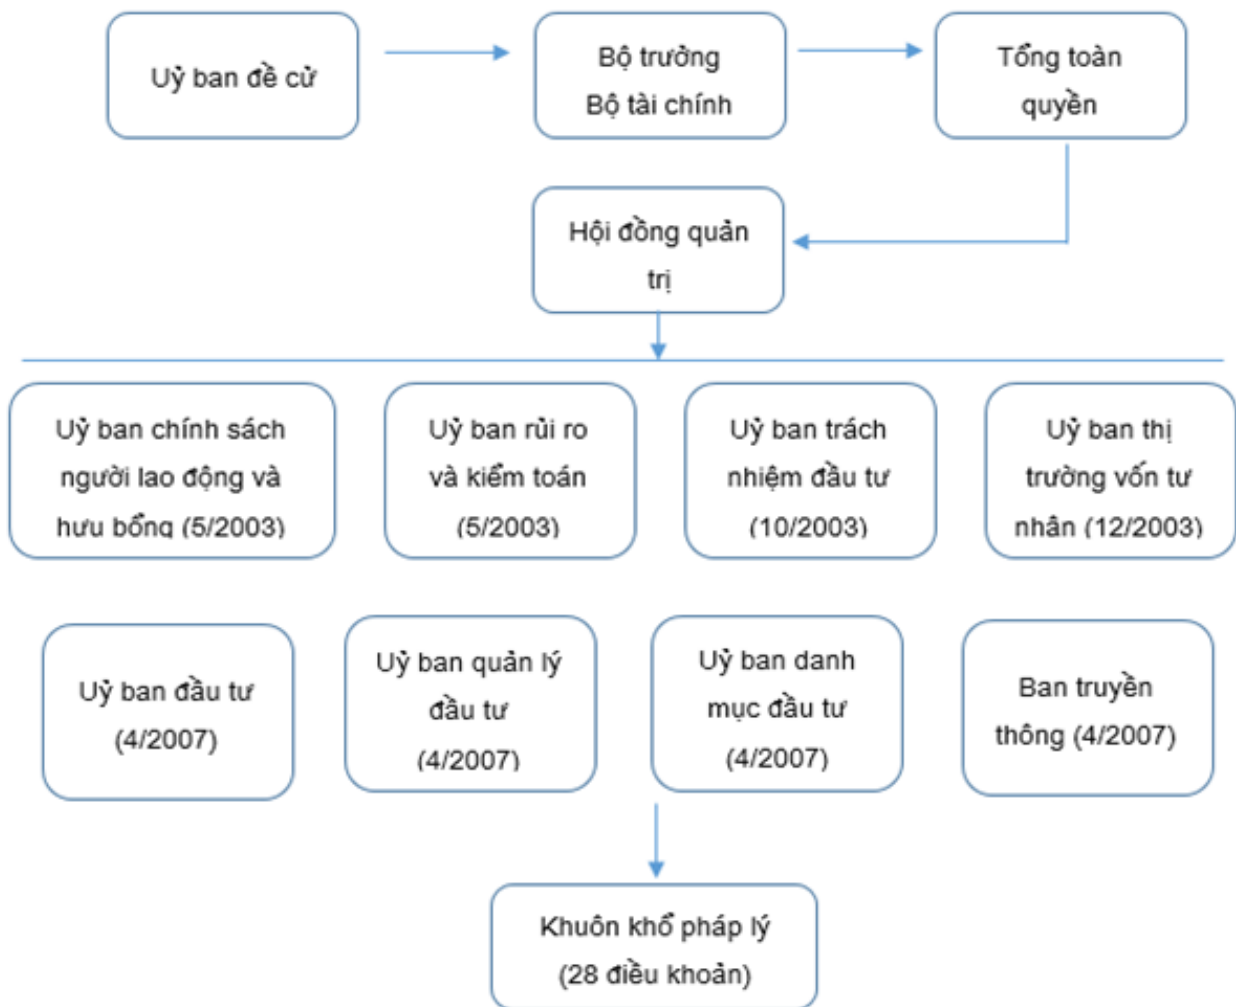 Uỷ ban đề cử
Bộ trưởng
Bộ tài chính
Tổng toàn
quyền
Hội đồng quản
trị
Uỷ ban chính sách
người lao động và
hưu bổng (5/2003)
Uỷ ban rủi ro
và kiểm toán
(5/2003)
Uỷ ban trách
nhiệm đầu tư
(10/2003)
Uỷ ban thị
trường vốn tư
nhân (12/2003)
Uỷ ban đầu tư
(4/2007)
Uỷ ban quản lý
đầu tư
(4/2007)
Uỷ ban danh
mục đầu tư
(4/2007)
Ban truyền
thông (4/2007)
Khuôn khổ pháp lý
(28 điều khoản)